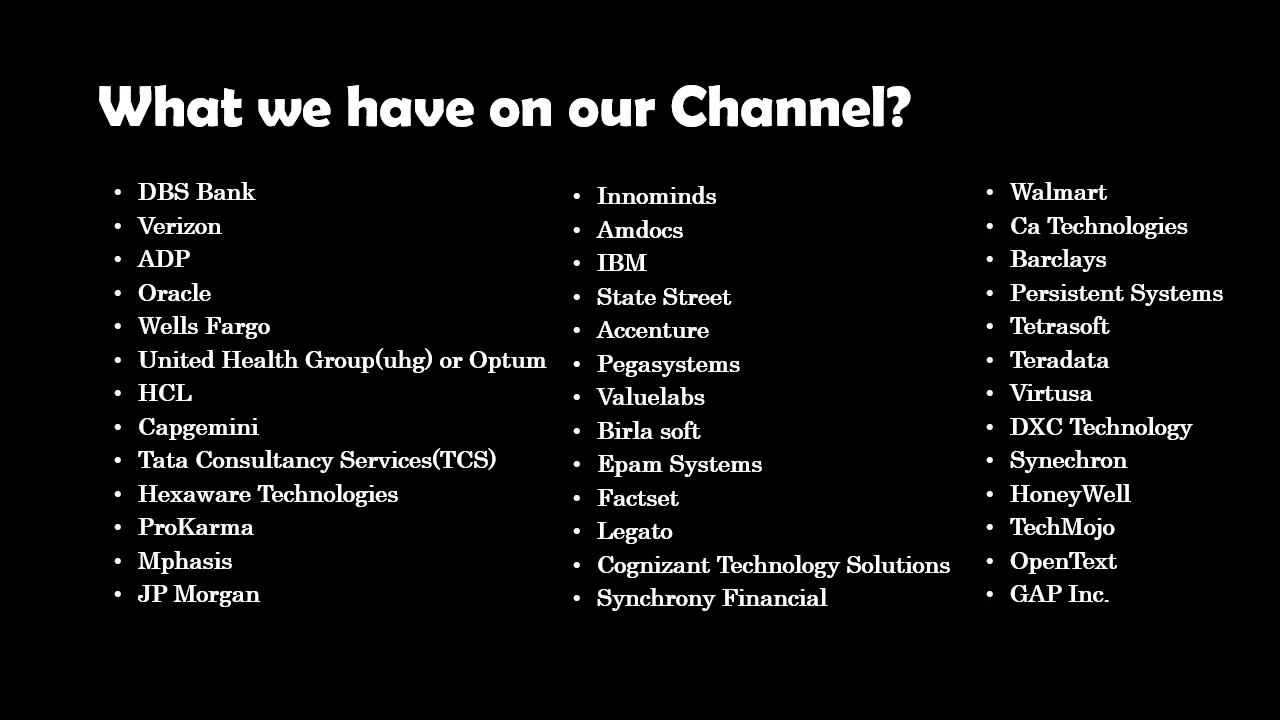 What we have on our Channel?
• DBS Bank
• Verizon
• ADP
• Oracle
• Wells Fargo
• United Health Group(uhg) or Optum
• HCL
• Capgemini
• Tata Consultancy Services(TCS)
• Hexaware Technologies
• ProKarma
• Mphasis
• JP Morgan
• Innominds
• Amdocs
• IBM
• State Street
• Accenture
• Pegasystems
• Valuelabs
• Birla soft
• Epam Systems
• Factset
• Legato
• Cognizant Technology Solutions
• Synchrony Financial
• Walmart
• Ca Technologies
• Barclays
• Persistent Systems
• Tetrasoft
• Teradata
• Virtusa
• DXC Technology
• Synechron
• HoneyWell
• TechMojo
• OpenText
• GAP Inc.